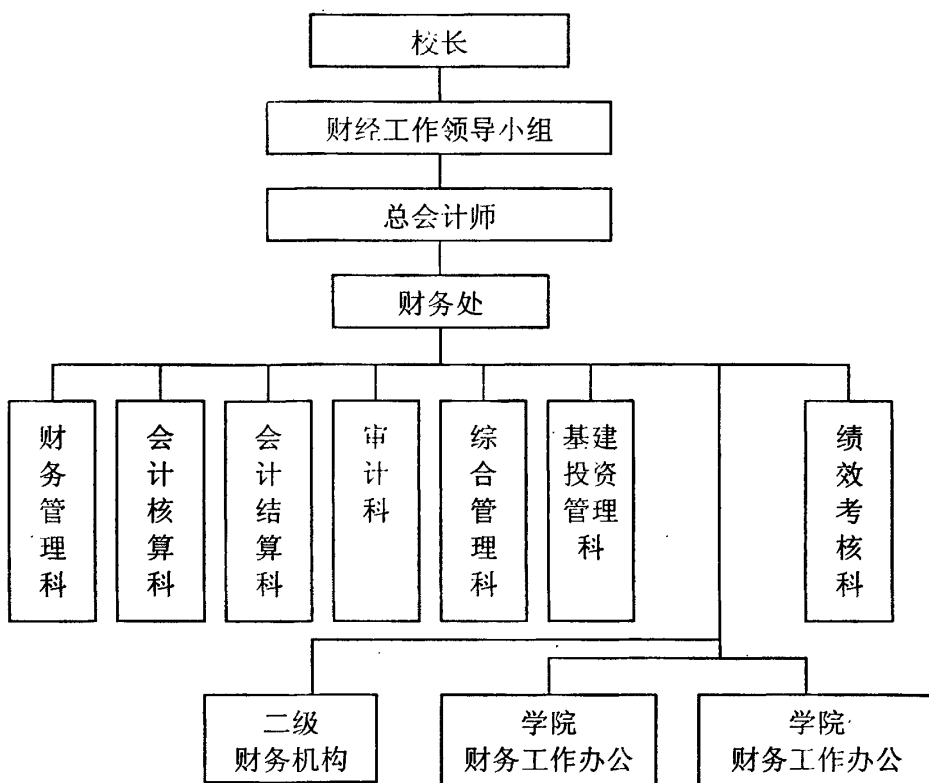 校长
财经工作领导小组
总会计师
财务处
财务管理科
会计核算科
会计结算科
审计科
综合管理科
基建
投资
管理
科
绩效考核科
二级
财务机构
学院
财务工作办公
学院
财务工作办公